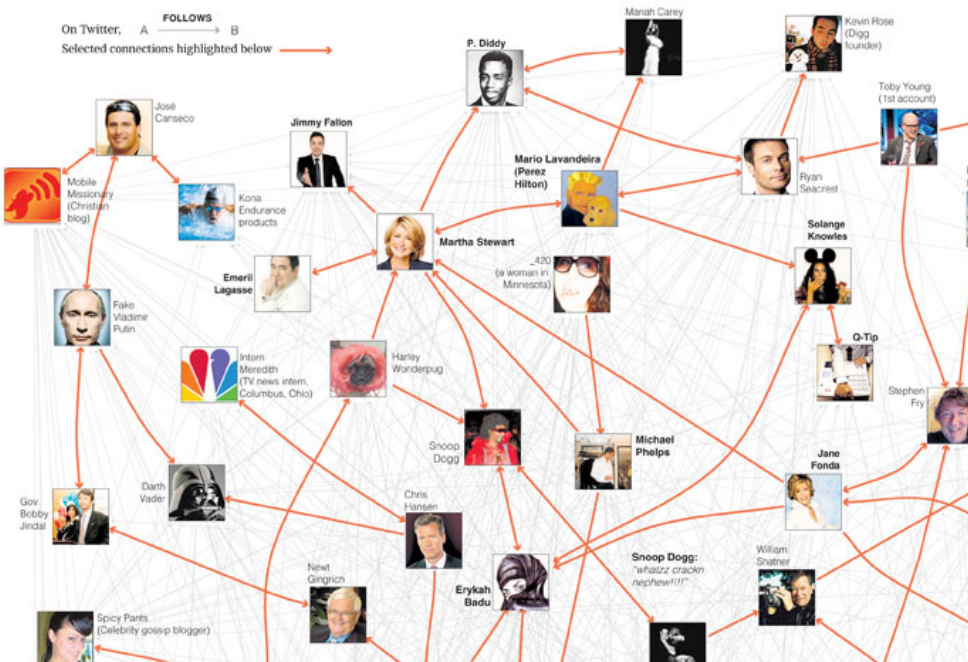 FOLLOWS
On Twitter, A B
Selected connections highlighted below
Mariah Carey
Kevin Rose
(Digg
founder)
P. Diddy
Toby Young
(1st account)
José
Canseco
Jimmy Fallon
Mario Lavandeira
(Perez
Hilton)
Ryan
Seacrest
Mobile
Missionary
(Christian
blog)
Kona
Endurance
products
Martha Stewart
Solange
Knowles
_420
(a woman in
Minnesota)
Emeril
Lagasse
Fake
Vladimir
Putin
Q-Tip
Intern
Meredith
(TV news intern,
Columbus, Ohio)
Harley
Wonderpug
Stephen
Fry
Snoop
Dogg
Michael
Phelps
Jane
Fonda
Gov.
Bobby
Jindal
Darth
Vader
Chris
Hansen
Snoop Dogg:
"whatzz crackn
nephew!!!!"
William
Shatner
Newt
Gingrich
Erykah
Badu
Spicy Pants
(Celebrity gossip blogger)